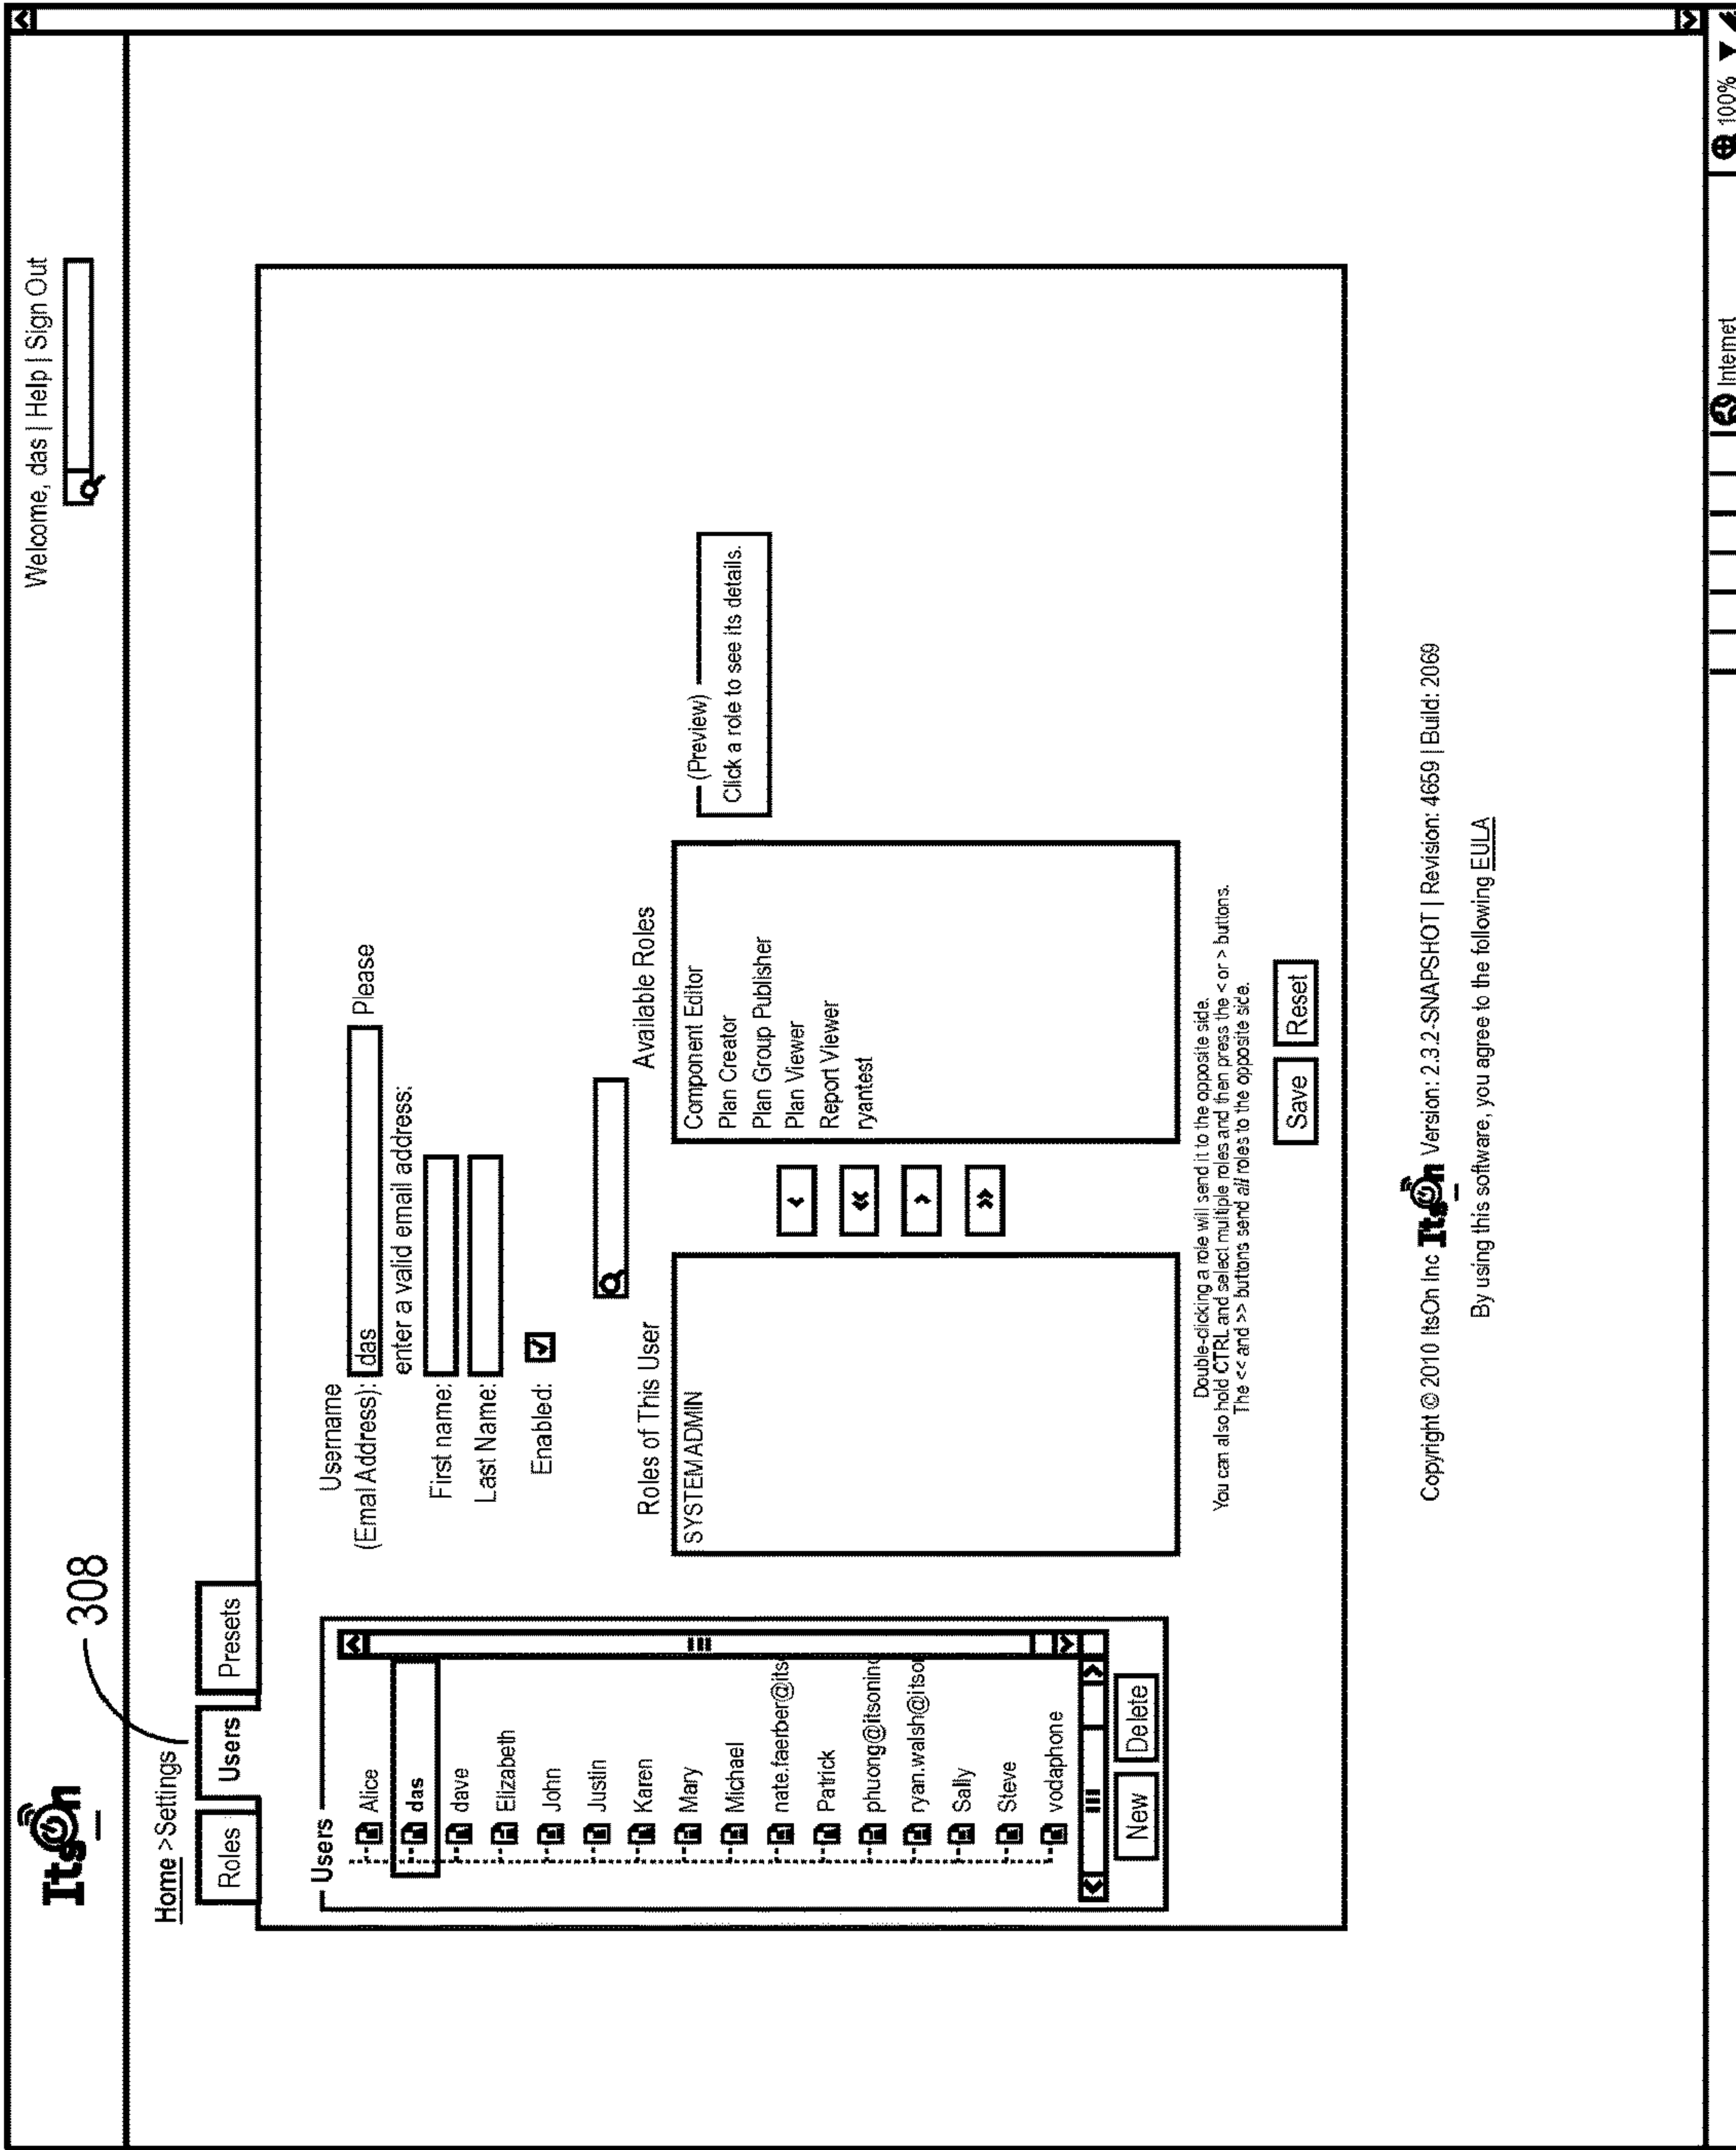 ItsOn
Welcome, das | Help | Sign Out
308
Home >Settings
Roles
Users
Presets
Users
Alice
das
dave
Elizabeth
John
Justin
Karen
Mary
Michael
nate.faerber@its
Patrick
phuong@itsoninc
ryan.walsh@itso
Sally
Steve
vodaphone
New
Delete
Username
(Emal Address): das Please
enter a valid email address:
First name:
Last Name:
Enabled:
Roles of This User
SYSTEMADMIN
<
<<
>
>>
Available Roles
Component Editor
Plan Creator
Plan Group Publisher
Plan Viewer
Report Viewer
ryantest
(Preview)
Click a role to see its details.
Double-clicking a role will send it to the opposite side.
You can also hold CTRL and select multiple roles and then press the < or > buttons.
The << and >> buttons send all roles to the opposite side.
Save
Reset
Copyright © 2010 ItsOn Inc ItsOn Version: 2.3.2-SNAPSHOT | Revision: 4659 | Build: 2069
By using this software, you agree to the following EULA
Internet
100%